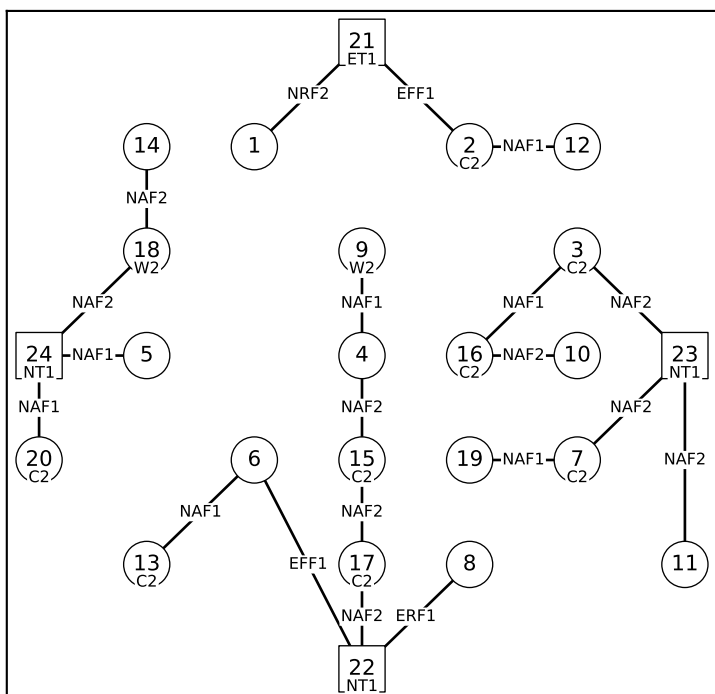 21
ET1
NRF2 EFF1
14 1 2 NAF1 12
C2
NAF2
18 9 3
W2 W2 C2
NAF2 NAF1 NAF1 NAF2
24 NAF1 5 4 16 NAF2 10 23
NT1 C2 NT1
NAF1 NAF2 NAF2
20 6 15 19 NAF1 7 NAF2
C2 C2 C2
NAF1 NAF2
13 EFF1 17 8 11
C2 C2
NAF2 ERF1
22
NT1